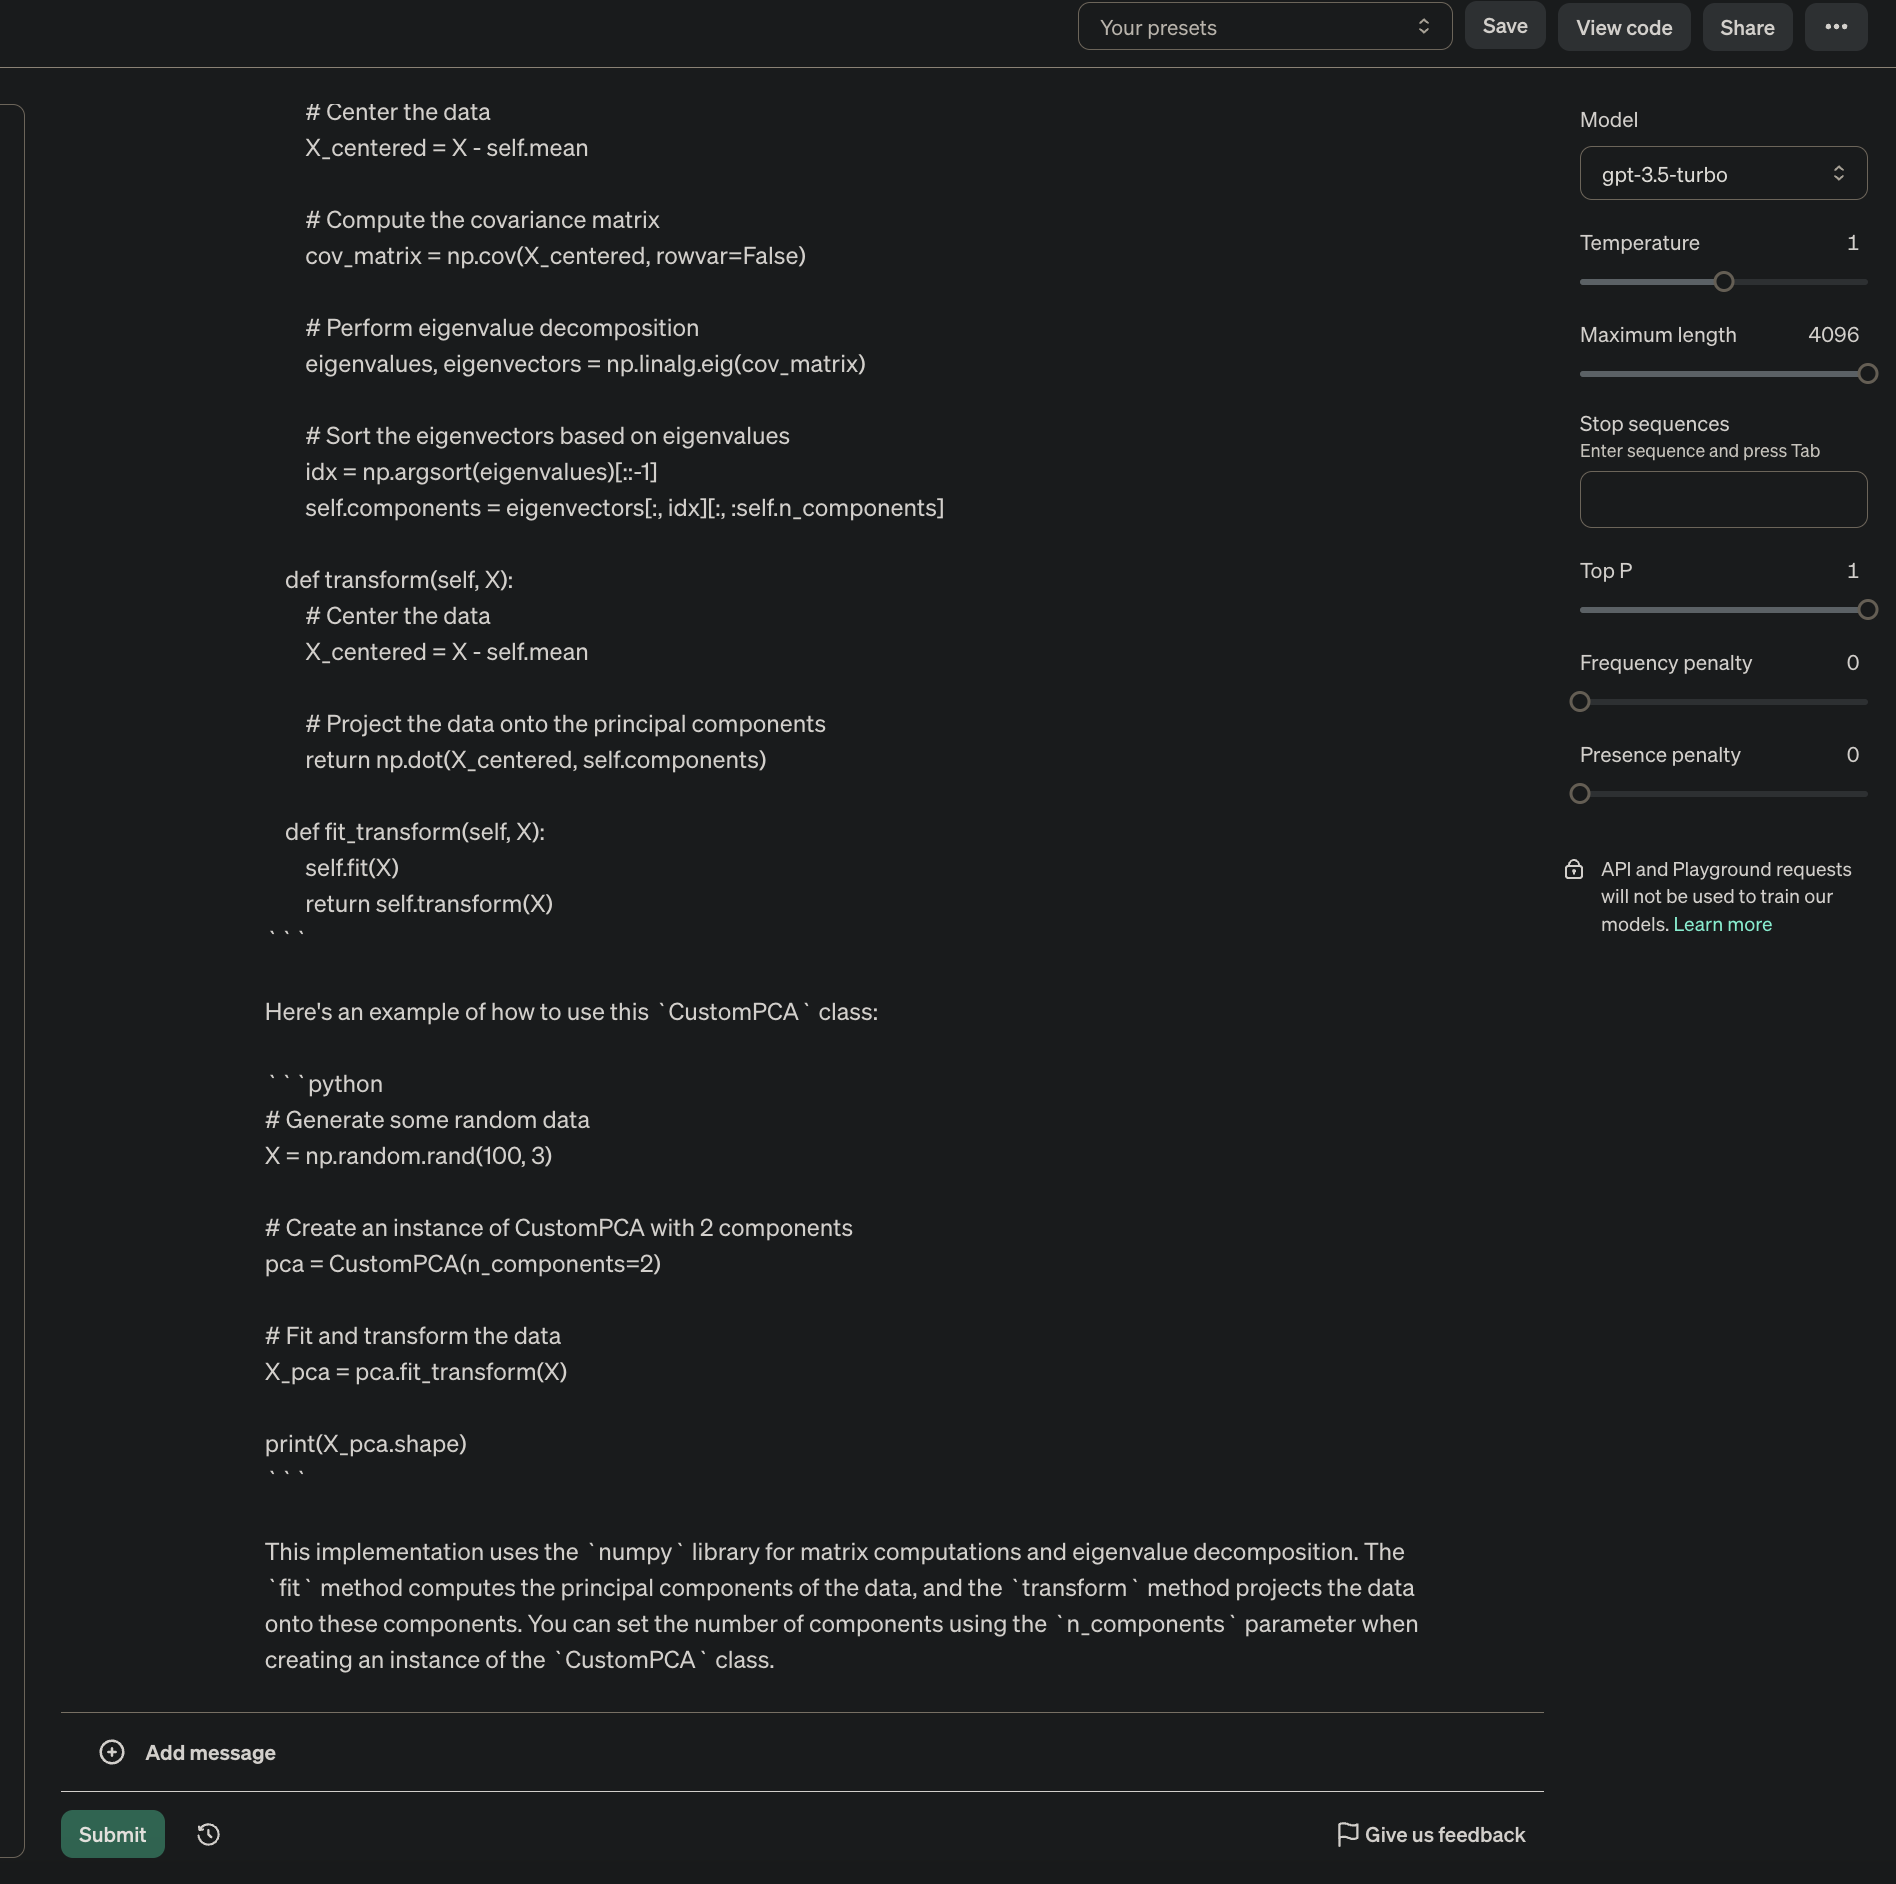 Your presets
Save
View code
Share
# Center the data
X_centered = X - self.mean
# Compute the covariance matrix
cov_matrix = np.cov(X_centered, rowvar=False)
# Perform eigenvalue decomposition
eigenvalues, eigenvectors = np.linalg.eig(cov_matrix)
# Sort the eigenvectors based on eigenvalues
idx = np.argsort(eigenvalues)[::-1]
self.components = eigenvectors[:, idx][:, :self.n_components]
def transform(self, X):
# Center the data
X_centered = X - self.mean
# Project the data onto the principal components
return np.dot(X_centered, self.components)
def fit_transform(self, X):
self.fit(X)
return self.transform(X)
```
Here's an example of how to use this `CustomPCA` class:
```python
# Generate some random data
X = np.random.rand(100, 3)
# Create an instance of CustomPCA with 2 components
pca = CustomPCA(n_components=2)
# Fit and transform the data
X_pca = pca.fit_transform(X)
print(X_pca.shape)
```
This implementation uses the `numpy` library for matrix computations and eigenvalue decomposition. The
`fit` method computes the principal components of the data, and the `transform` method projects the data
onto these components. You can set the number of components using the `n_components` parameter when
creating an instance of the `CustomPCA` class.
Add message
Submit
Give us feedback
Model
gpt-3.5-turbo
Temperature 1
Maximum length 4096
Stop sequences
Enter sequence and press Tab
Top P 1
Frequency penalty 0
Presence penalty 0
API and Playground requests
will not be used to train our
models. Learn more